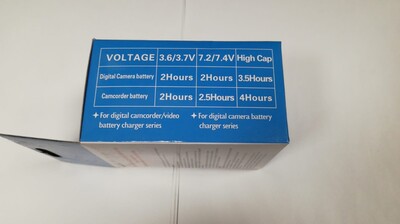 VOLTAGE 3.6/3.7V 7.2/7.4V High Cap
Digital Camera battery 2Hours 2Hours 3.5Hours
Camcorder battery 2Hours 2.5Hours 4Hours
+ For digital camcorder/video + For digital camera battery
battery charger series charger series